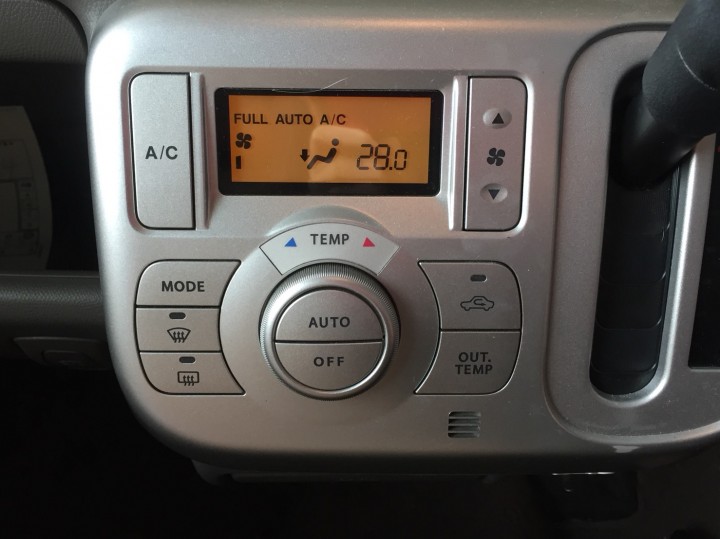 A/C
FULL AUTO A/C
28.0
TEMP
MODE
AUTO
OFF
OUT.
TEMP